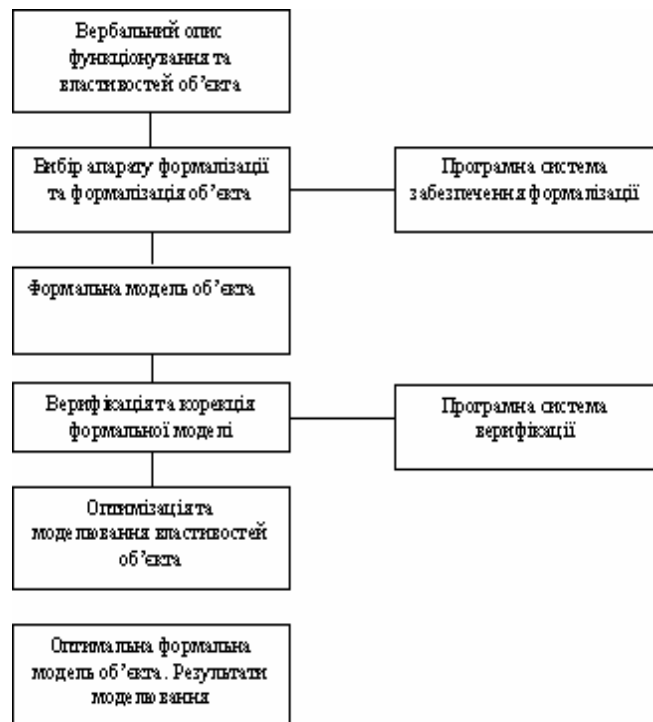 Вербальний опис
функціонування та
властивостей об’єкта
Вибір апарату формалізації
та формалізація об’єкта
Програмна система
забезпечення формалізації
Формальна модель об’єкта
Верифікація та корекція
формальної моделі
Програмна система
верифікації
Оптимізація та
моделювання властивостей
об’єкта
Оптимальна формальна
модель об’єкта. Результати
моделювання